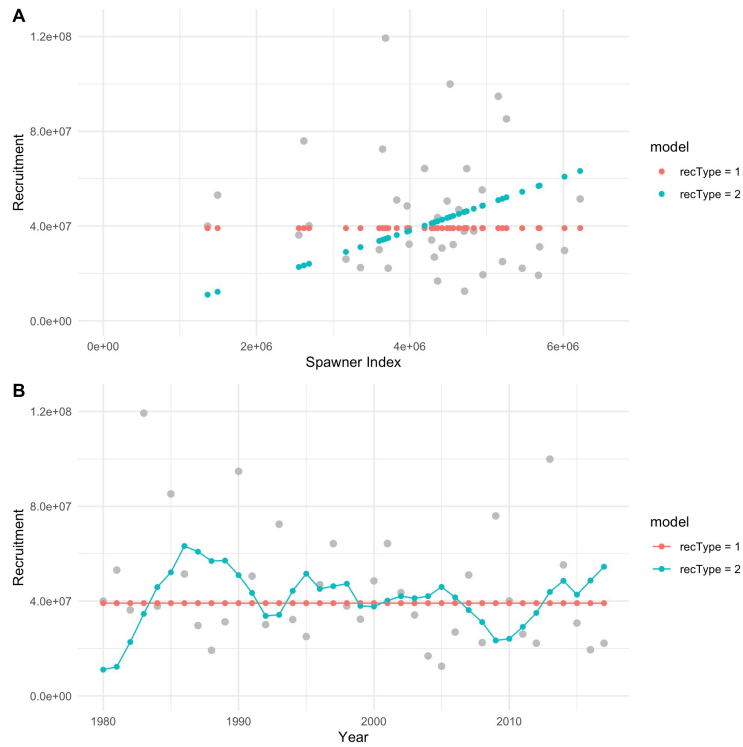 A
1.2e+08
8.0e+07
4.0e+07
0.0e+00
Recruitment
0e+00 2e+06 4e+06 6e+06
Spawner Index
model
recType = 1
recType = 2
B
1.2e+08
8.0e+07
4.0e+07
0.0e+00
Recruitment
1980 1990 2000 2010
Year
model
recType = 1
recType = 2